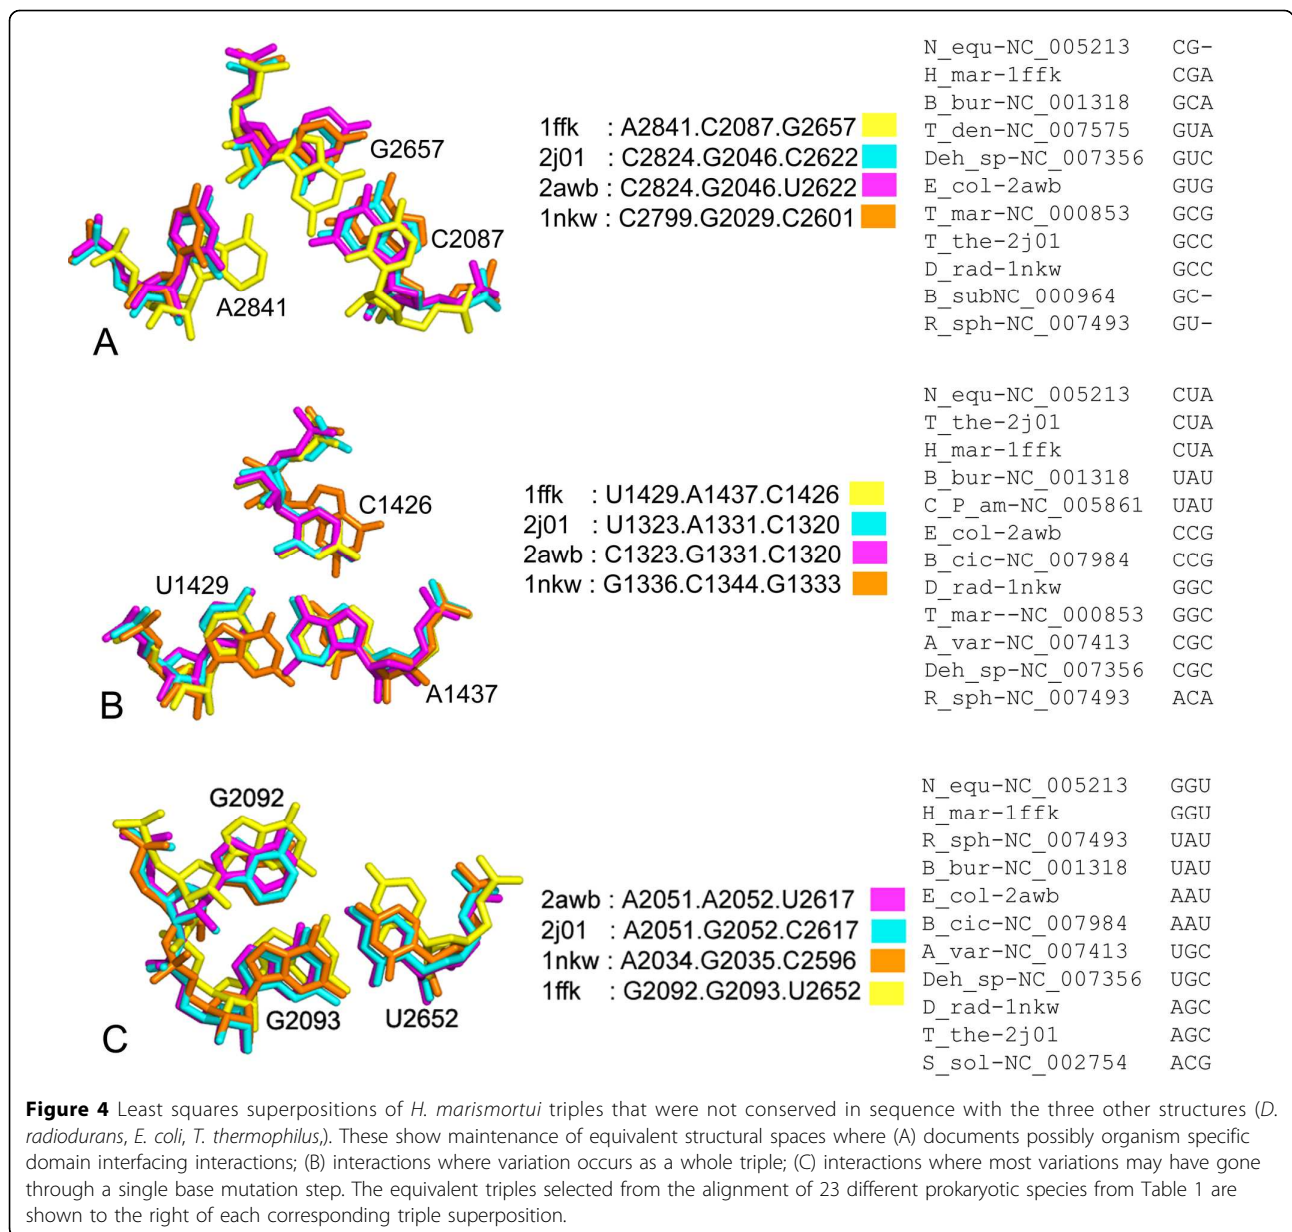 G2657
C2087
A2841
A
1ffk : A2841.C2087.G2657
2j01 : C2824.G2046.C2622
2awb : C2824.G2046.U2622
1nkw : C2799.G2029.C2601
N_equ-NC_005213 CG-
H_mar-1ffk CGA
B_bur-NC_001318 GCA
T_den-NC_007575 GUA
Deh_sp-NC_007356 GUC
E_col-2awb GUG
T_mar-NC_000853 GCG
T_the-2j01 GCC
D_rad-1nkw GCC
B_subNC_000964 GC-
R_sph-NC_007493 GU-
C1426
U1429
A1437
B
1ffk : U1429.A1437.C1426
2j01 : U1323.A1331.C1320
2awb : C1323.G1331.C1320
1nkw : G1336.C1344.G1333
N_equ-NC_005213 CUA
T_the-2j01 CUA
H_mar-1ffk CUA
B_bur-NC_001318 UAU
C_P_am-NC_005861 UAU
E_col-2awb CCG
B_cic-NC_007984 CCG
D_rad-1nkw GGC
T_mar--NC_000853 GGC
A_var-NC_007413 CGC
Deh_sp-NC_007356 CGC
R_sph-NC_007493 ACA
G2092
G2093
U2652
C
2awb : A2051.A2052.U2617
2j01 : A2051.G2052.C2617
1nkw : A2034.G2035.C2596
1ffk : G2092.G2093.U2652
N_equ-NC_005213 GGU
H_mar-1ffk GGU
R_sph-NC_007493 UAU
B_bur-NC_001318 UAU
E_col-2awb AAU
B_cic-NC_007984 AAU
A_var-NC_007413 UGC
Deh_sp-NC_007356 UGC
D_rad-1nkw AGC
T_the-2j01 AGC
S_sol-NC_002754 ACG
Figure 4 Least squares superpositions of H. marismortui triples that were not conserved in sequence with the three other structures (D.
radiodurans, E. coli, T. thermophilus,). These show maintenance of equivalent structural spaces where (A) documents possibly organism specific
domain interfacing interactions; (B) interactions where variation occurs as a whole triple; (C) interactions where most variations may have gone
through a single base mutation step. The equivalent triples selected from the alignment of 23 different prokaryotic species from Table 1 are
shown to the right of each corresponding triple superposition.